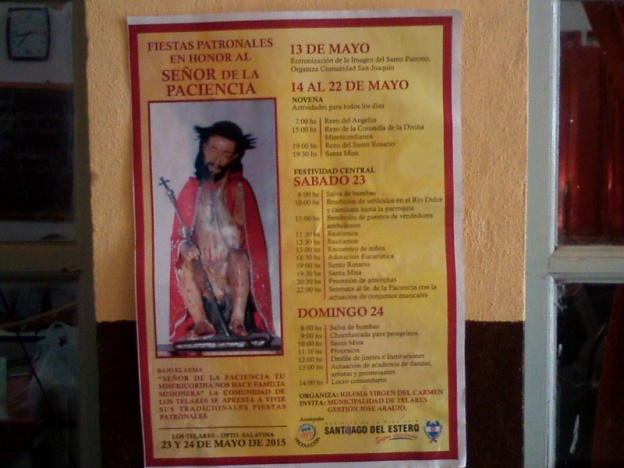 FIESTAS PATRONALES
EN HONOR AL
SEÑOR DE LA
PACIENCIA
BAJO EL LEMA
"SEÑOR DE LA PACIENCIA TU
MISERICORDIA NOS HACE FAMILIA
MISIONERA" LA COMUNIDAD DE
LOS TELARES SE APRESTA A VIVIR
SUS TRADICIONALES FIESTAS
PATRONALES.
LOS TELARES - DPTO. SALAVINA
23 Y 24 DE MAYO DE 2015
13 DE MAYO
Entronización de la Imagen del Santo Patrono.
Organiza Comunidad San Joaquín
14 AL 22 DE MAYO
NOVENA
Actividades para todos los días
7:00 hs Rezo del Angelus
15:00 hs Rezo de la Coronilla de la Divina
Misericordianos
19:00 hs Rezo del Santo Rosario
19:30 hs Santa Misa
FESTIVIDAD CENTRAL
SABADO 23
8:00 hs Salva de bombas
10:00 hs Bendición de vehículos en el Río Dulce
y caminata hasta la parroquia
11:00 hs Bendición de puestos de vendedores
ambulantes
11:30 hs Bautismos
12:30 hs Bautismos
15:00 hs Encuentro de niños
18:30 hs Adoración Eucarística
19:00 hs Santo Rosario
19:30 hs Santa Misa
20:30 hs Procesión de antorchas
22:00 hs Serenata al Sr. de la Paciencia con la
actuación de conjuntos musicales
DOMINGO 24
8:00 hs Salva de bombas
9:00 hs Chocolateada para peregrinos
10:00 hs Santa Misa
11:10 hs Procesión
12:00 hs Desfile de jinetes e Instituciones
13:00 hs Actuación de academia de danzas,
artistas y
14:00 hs Locro comunitario
ORGANIZA: IGLESIA VIRGEN DEL CARMEN
INVITA: MUNICIPALIDAD DE TELARES
GESTIÓN JOSE ARAUJO.
Acompaña
PRODUCCION
SANTIAGO DEL ESTERO